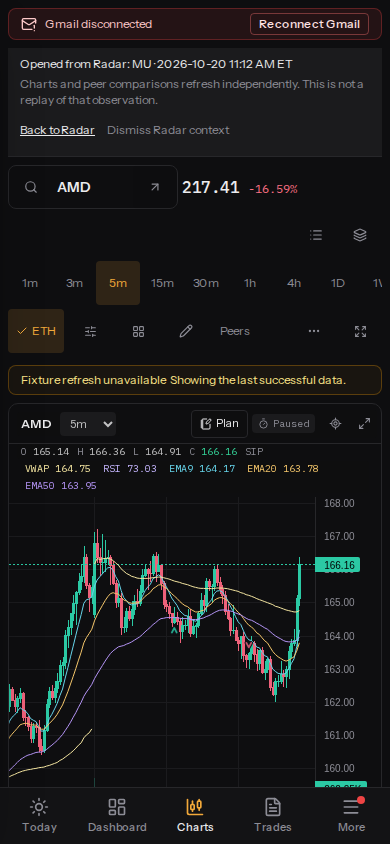 Gmail disconnected
Reconnect Gmail
Opened from Radar: MU · 2026-10-20 11:12 AM ET
Charts and peer comparisons refresh independently. This is not a
replay of that observation.
Back to Radar Dismiss Radar context
AMD 217.41 -16.59%
1m 3m 5m 15m 30m 1h 4h 1D
ETH Peers
Fixture refresh unavailable Showing the last successful data.
AMD 5m Plan Paused
O 165.14 H 166.36 L 164.91 C 166.16 SIP
VWAP 164.75 RSI 73.03 EMA9 164.17 EMA20 163.78
EMA50 163.95
168.00
167.00
166.16
165.00
164.00
163.00
162.00
161.00
160.00
Today Dashboard Charts Trades More